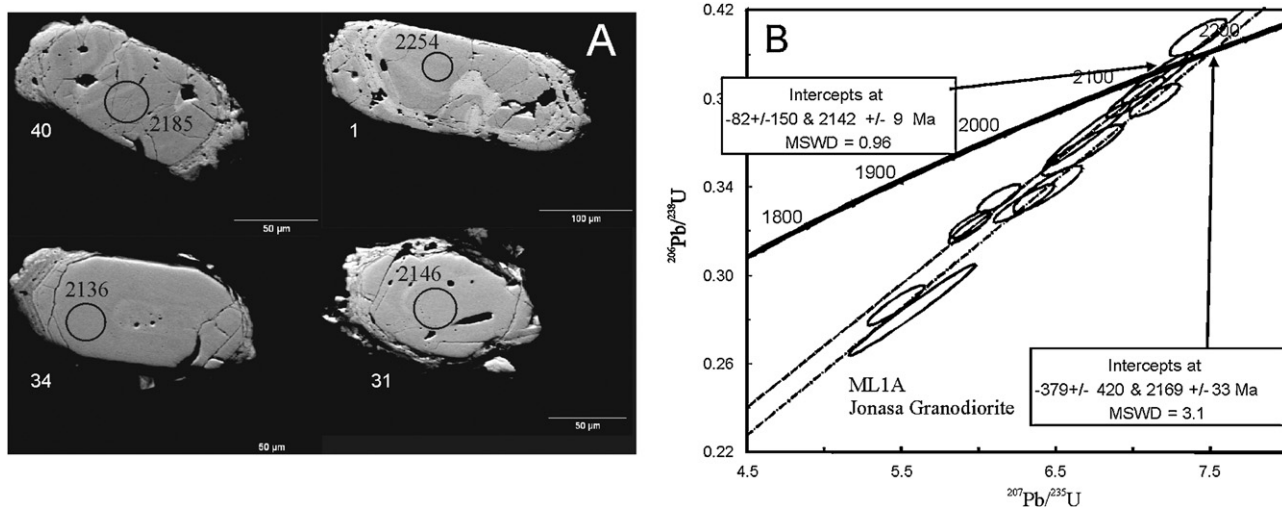 A
40
2185
50 µm
2254
1
100 µm
2136
34
50 µm
2146
31
50 µm
B
0.42
0.34
0.30
0.26
0.22
²⁰⁶Pb/²³⁸U
4.5
5.5
6.5
7.5
²⁰⁷Pb/²³⁵U
1800
1900
2000
2100
2200
Intercepts at
-82+/-150 & 2142 +/- 9 Ma
MSWD = 0.96
Intercepts at
-379+/- 420 & 2169 +/-33 Ma
MSWD = 3.1
ML1A
Jonasa Granodiorite